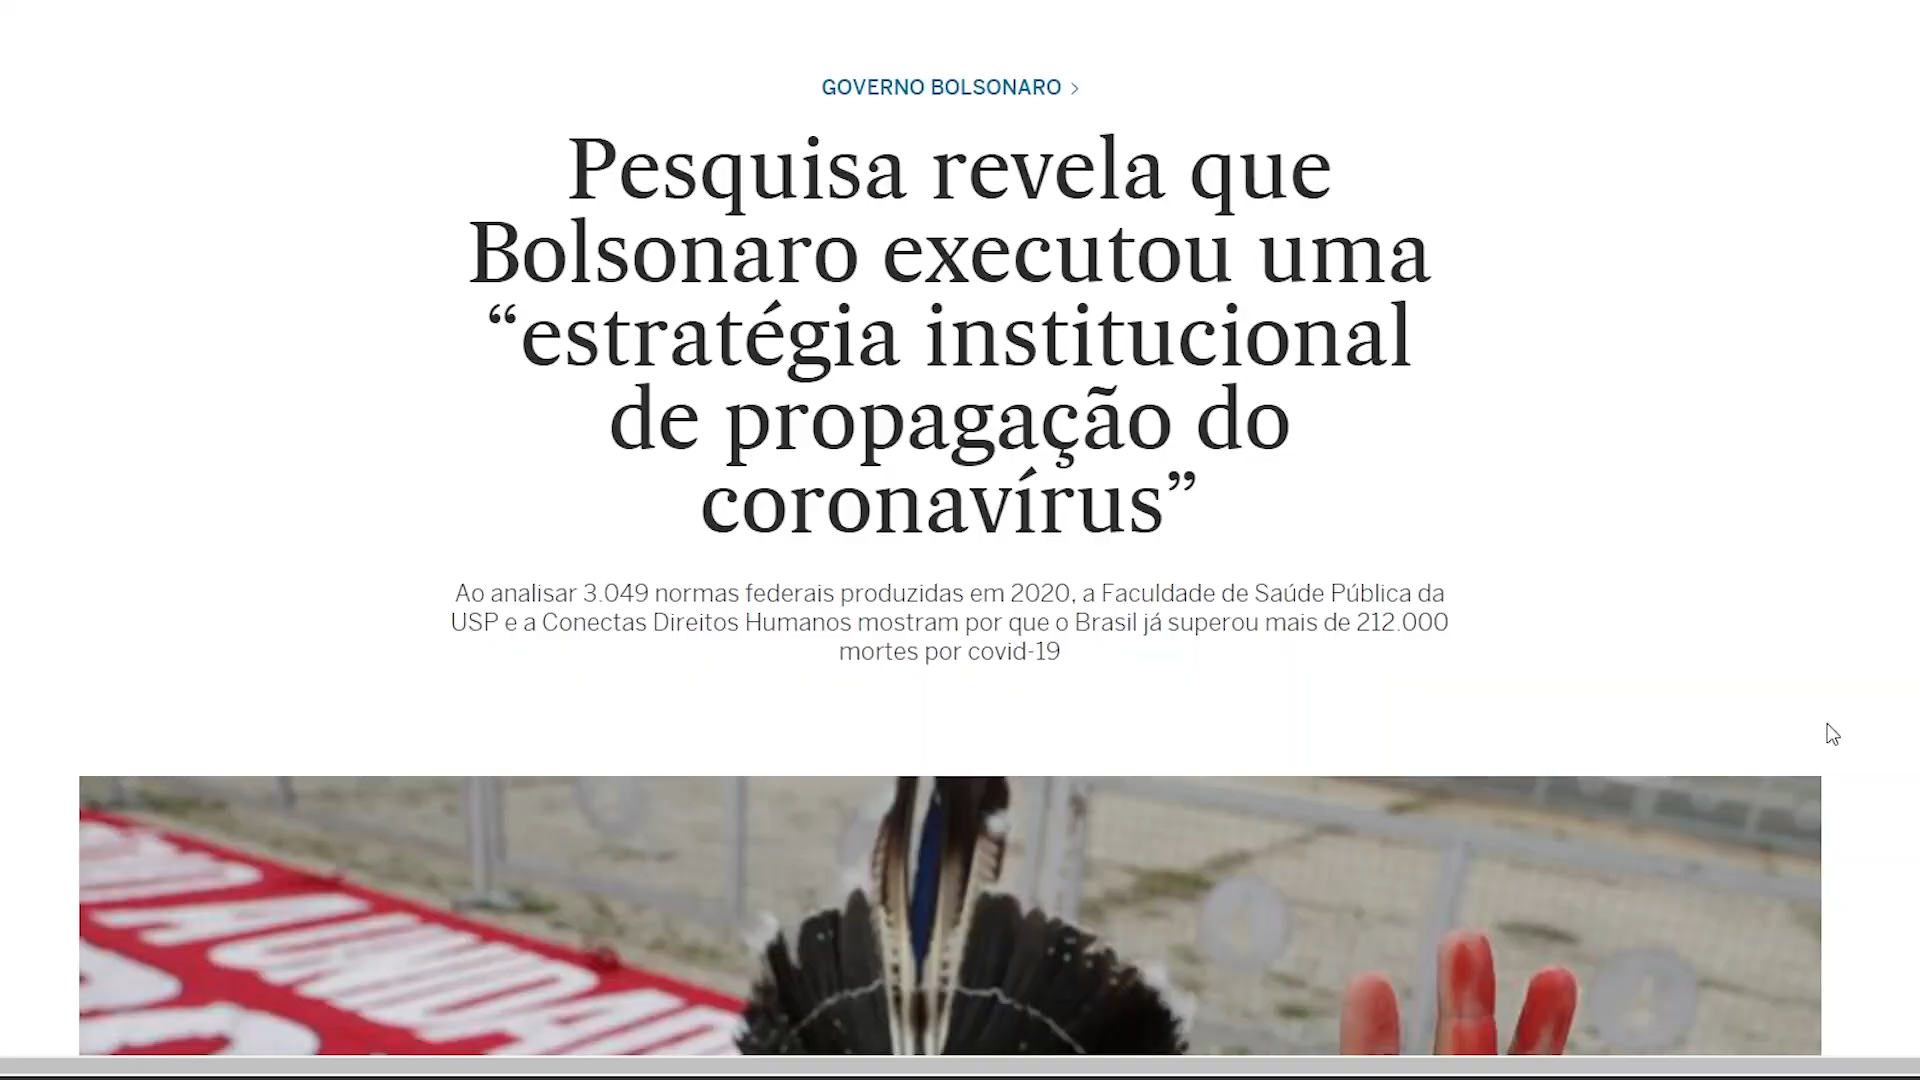 GOVERNO BOLSONARO >
Pesquisa revela que
Bolsonaro executou uma
“estratégia institucional
de propagação do
coronavírus”
Ao analisar 3.049 normas federais produzidas em 2020, a Faculdade de Saúde Pública da
USP e a Conectas Direitos Humanos mostram por que o Brasil já superou mais de 212.000
mortes por covid-19